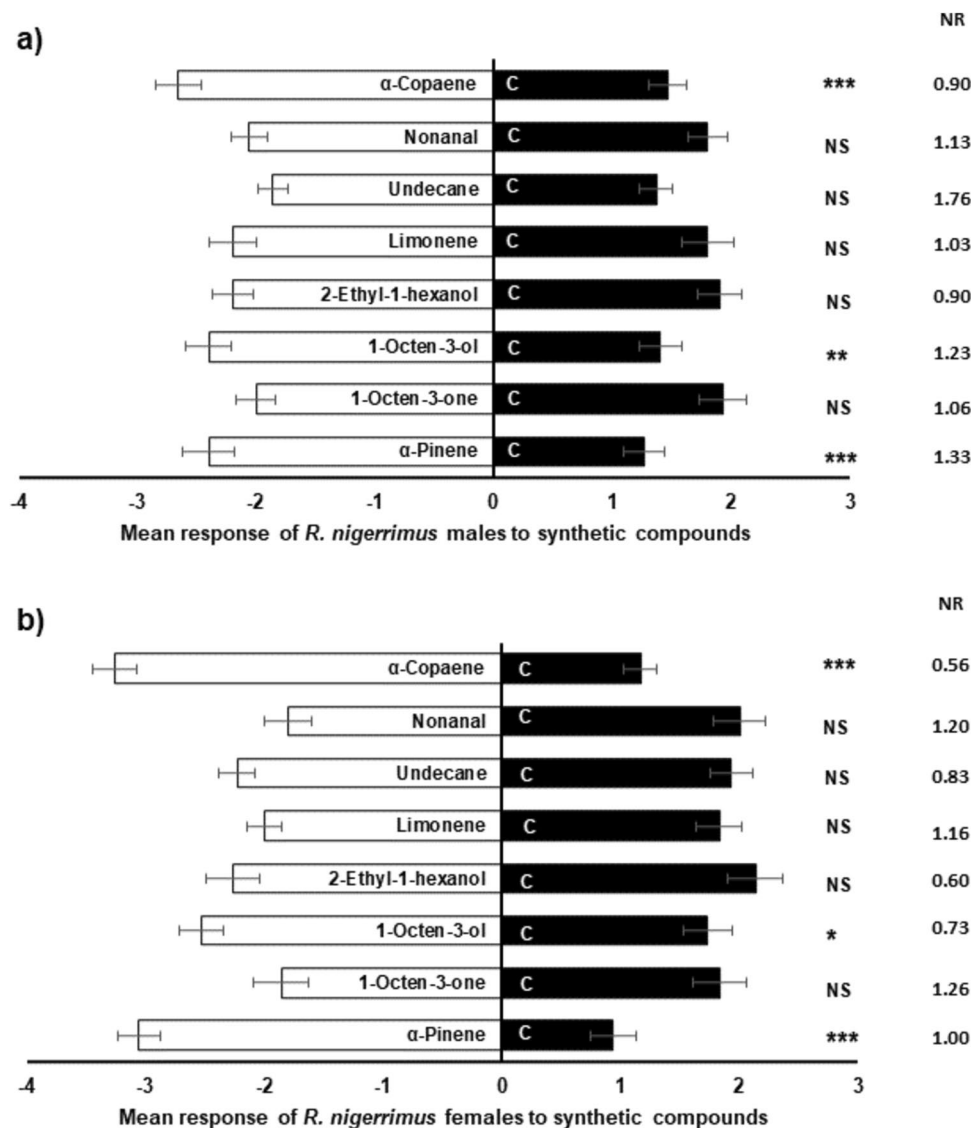 NR
a)
α-Copaene C *** 0.90
Nonanal C NS 1.13
Undecane C NS 1.76
Limonene C NS 1.03
2-Ethyl-1-hexanol C NS 0.90
1-Octen-3-ol C ** 1.23
1-Octen-3-one C NS 1.06
α-Pinene C *** 1.33
-4 -3 -2 -1 0 1 2 3
Mean response of R. nigerrimus males to synthetic compounds
NR
b)
α-Copaene C *** 0.56
Nonanal C NS 1.20
Undecane C NS 0.83
Limonene C NS 1.16
2-Ethyl-1-hexanol C NS 0.60
1-Octen-3-ol C * 0.73
1-Octen-3-one C NS 1.26
α-Pinene C *** 1.00
-4 -3 -2 -1 0 1 2 3
Mean response of R. nigerrimus females to synthetic compounds